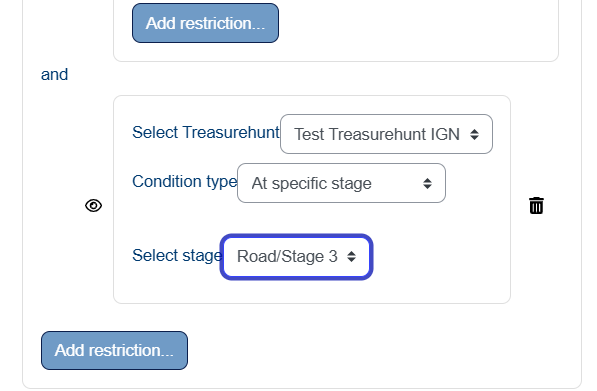 Add restriction...
and
Select Treasurehunt Test Treasurehunt IGN
Condition type At specific stage
Select stage Road/Stage 3
Add restriction...